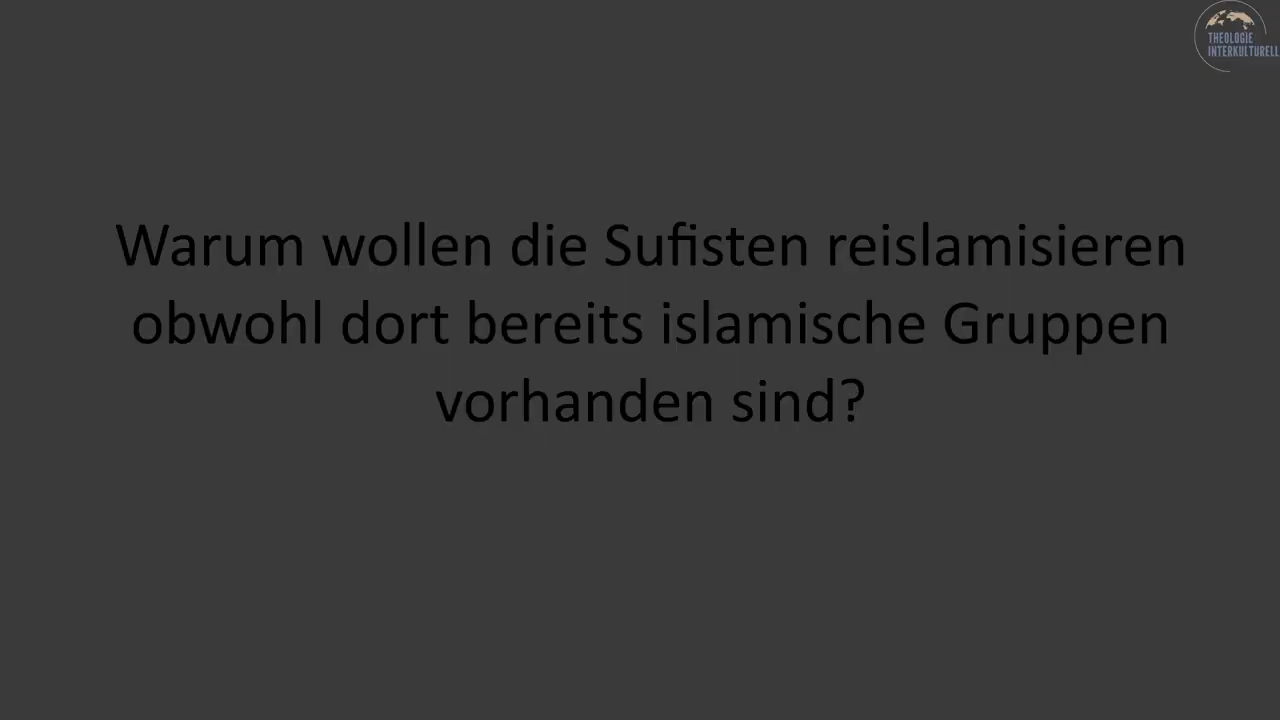 THEOLOGIE
INTERKULTURELL
Warum wollen die Sufisten reislamisieren
obwohl dort bereits islamische Gruppen
vorhanden sind?